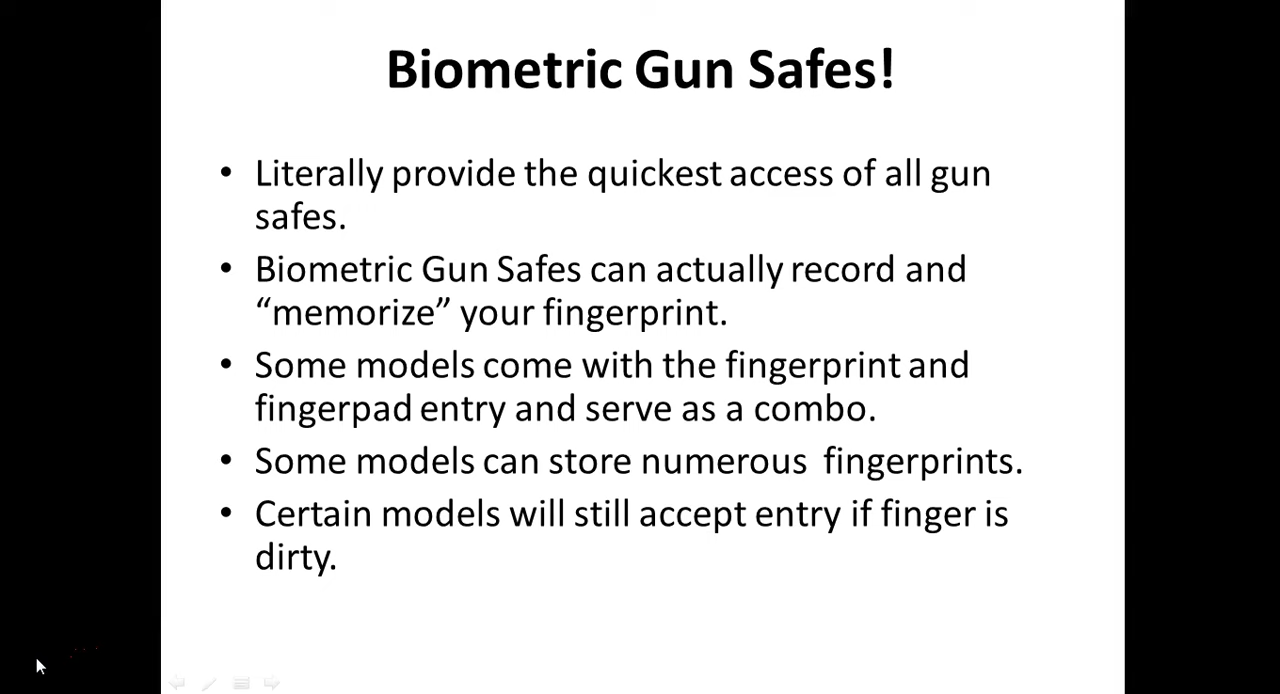 Biometric Gun Safes!
• Literally provide the quickest access of all gun
safes.
• Biometric Gun Safes can actually record and
“memorize” your fingerprint.
• Some models come with the fingerprint and
fingerpad entry and serve as a combo.
• Some models can store numerous  fingerprints.
• Certain models will still accept entry if finger is
dirty.